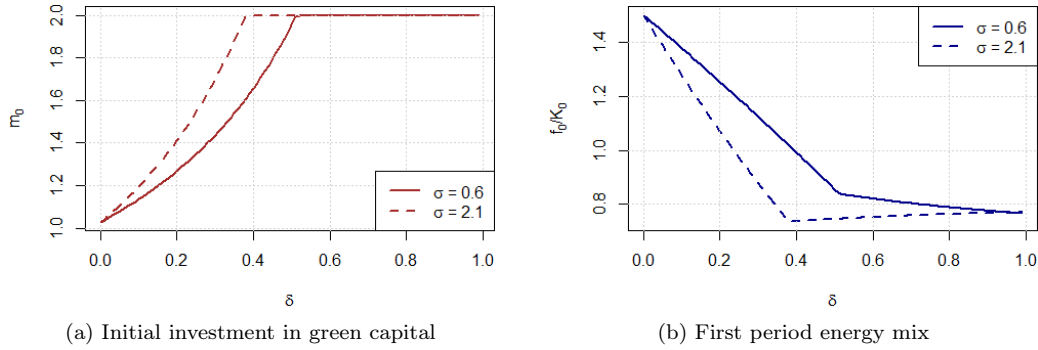 m₀
2.0
1.8
1.6
1.4
1.2
1.0
0.0 0.2 0.4 0.6 0.8 1.0
δ
σ = 0.6
σ = 2.1
(a) Initial investment in green capital
f₀/K₀
1.4
1.2
1.0
0.8
0.0 0.2 0.4 0.6 0.8 1.0
δ
σ = 0.6
σ = 2.1
(b) First period energy mix